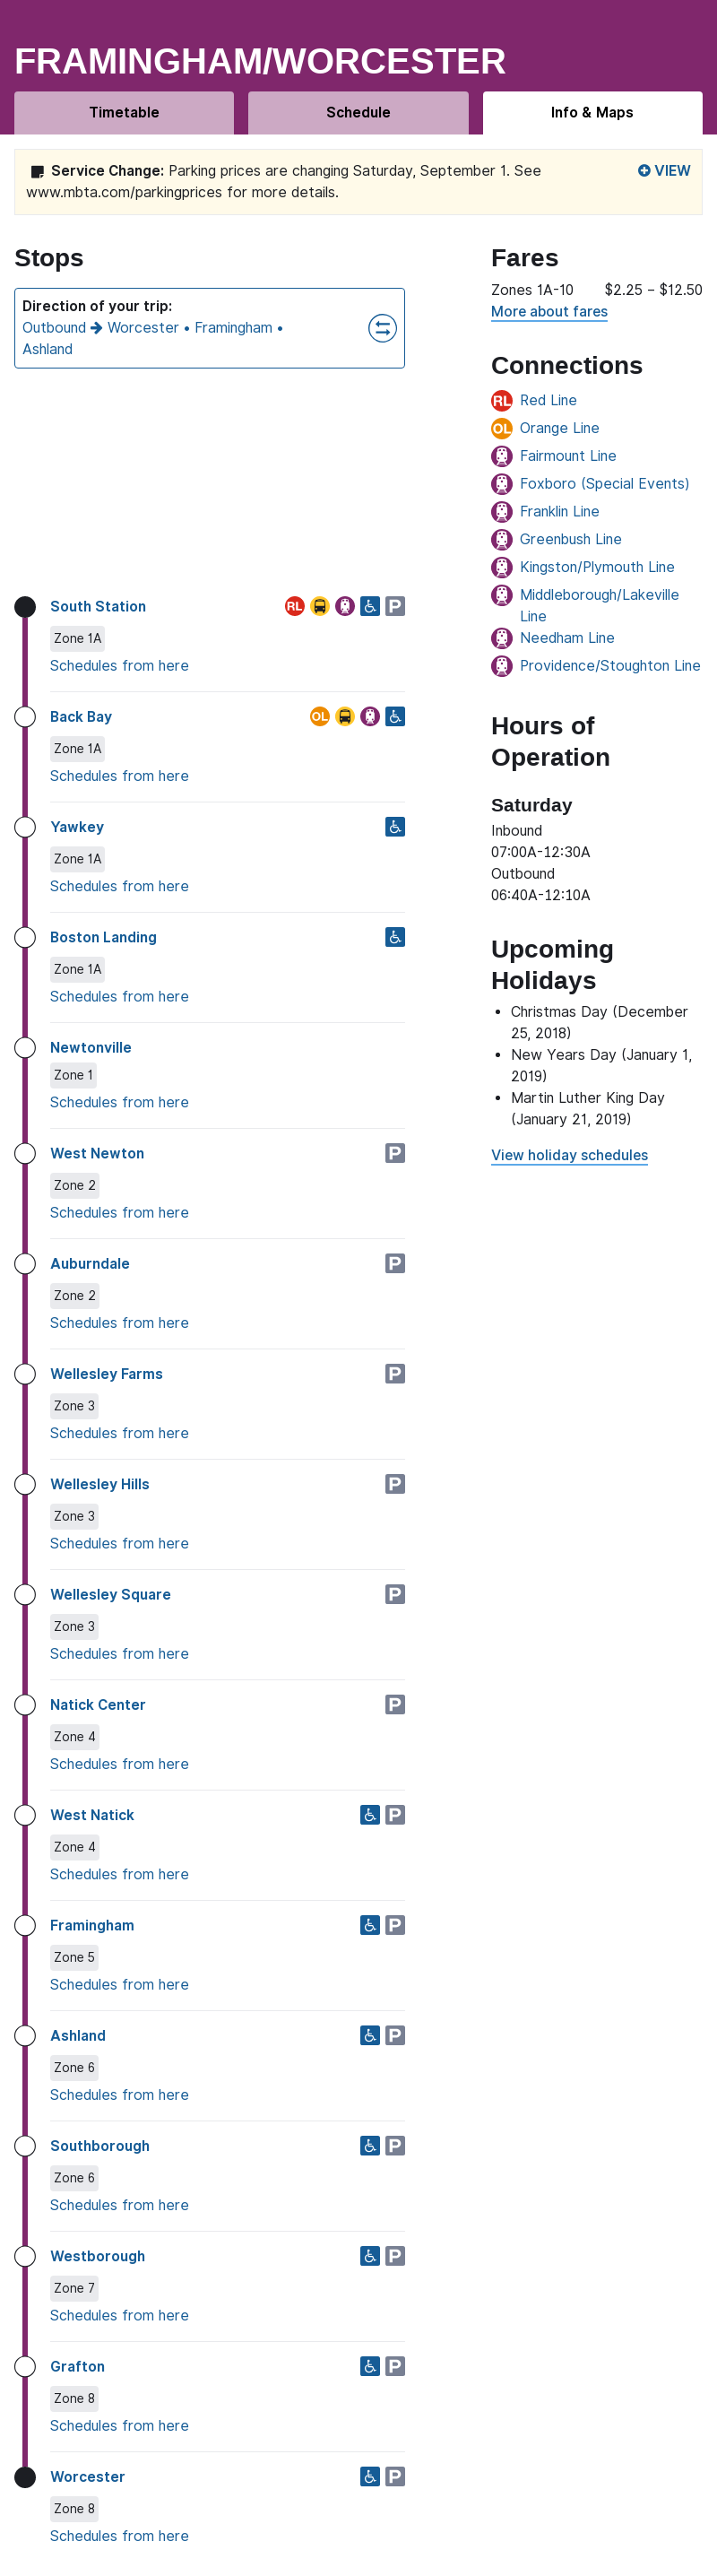 FRAMINGHAM/WORCESTER
Timetable
Schedule
Info & Maps
Service Change: Parking prices are changing Saturday, September 1. See
www.mbta.com/parkingprices for more details.
VIEW
Stops
Direction of your trip:
Outbound → Worcester • Framingham •
Ashland
South Station
RL
P
Zone 1A
Schedules from here
Back Bay
OL
Zone 1A
Schedules from here
Yawkey
Zone 1A
Schedules from here
Boston Landing
Zone 1A
Schedules from here
Newtonville
Zone 1
Schedules from here
West Newton
P
Zone 2
Schedules from here
Auburndale
P
Zone 2
Schedules from here
Wellesley Farms
P
Zone 3
Schedules from here
Wellesley Hills
P
Zone 3
Schedules from here
Wellesley Square
P
Zone 3
Schedules from here
Natick Center
P
Zone 4
Schedules from here
West Natick
P
Zone 4
Schedules from here
Framingham
P
Zone 5
Schedules from here
Ashland
P
Zone 6
Schedules from here
Southborough
P
Zone 6
Schedules from here
Westborough
P
Zone 7
Schedules from here
Grafton
P
Zone 8
Schedules from here
Worcester
P
Zone 8
Schedules from here
Fares
Zones 1A-10 $2.25 – $12.50
More about fares
Connections
RL Red Line
OL Orange Line
Fairmount Line
Foxboro (Special Events)
Franklin Line
Greenbush Line
Kingston/Plymouth Line
Middleborough/Lakeville
Line
Needham Line
Providence/Stoughton Line
Hours of
Operation
Saturday
Inbound
07:00A-12:30A
Outbound
06:40A-12:10A
Upcoming
Holidays
• Christmas Day (December
25, 2018)
• New Years Day (January 1,
2019)
• Martin Luther King Day
(January 21, 2019)
View holiday schedules